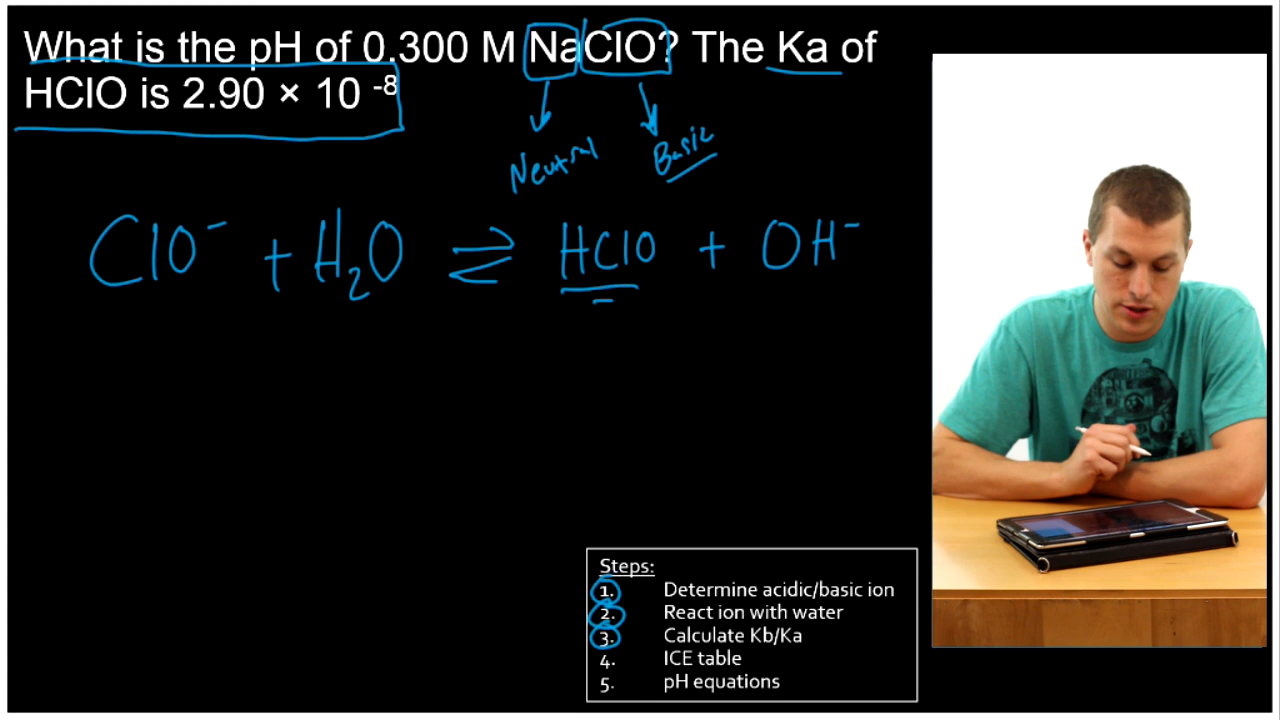 What is the pH of 0.300 M NaClO? The Ka of
HClO is 2.90 × 10 -8
Neutral
Basic
ClO⁻ + H₂O ⇌ HClO + OH⁻
Steps:
1. Determine acidic/basic ion
2. React ion with water
3. Calculate Kb/Ka
4. ICE table
5. pH equations